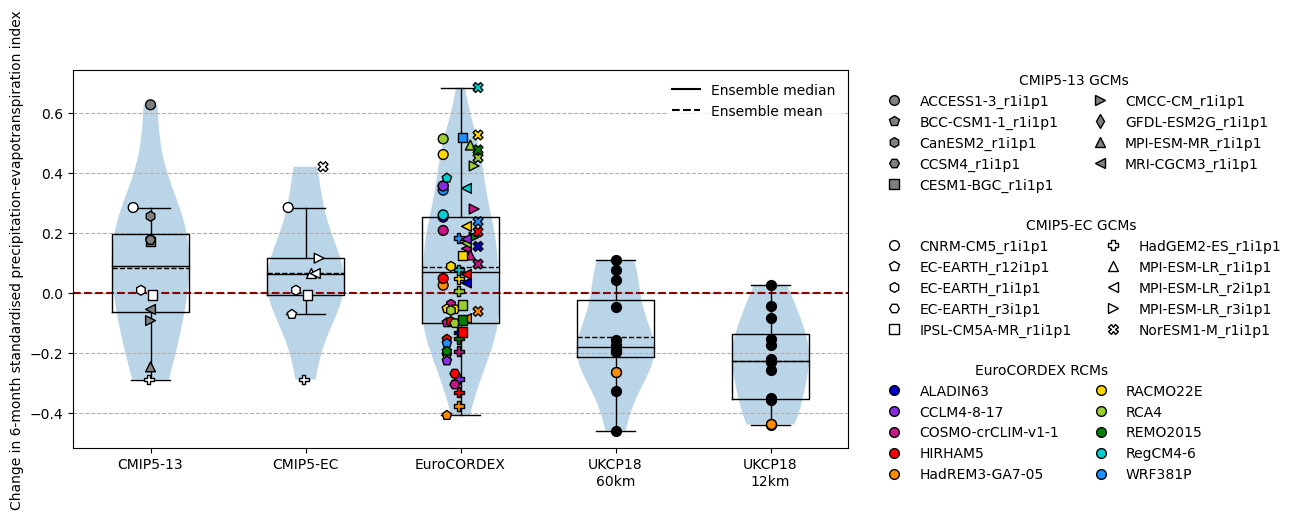 Change in 6-month standardised precipitation-evapotranspiration index
0.6
0.4
0.2
0.0
−0.2
−0.4
Ensemble median
Ensemble mean
CMIP5-13
CMIP5-EC
EuroCORDEX
UKCP18
60km
UKCP18
12km
CMIP5-13 GCMs
ACCESS1-3_r1i1p1
BCC-CSM1-1_r1i1p1
CanESM2_r1i1p1
CCSM4_r1i1p1
CESM1-BGC_r1i1p1
CMCC-CM_r1i1p1
GFDL-ESM2G_r1i1p1
MPI-ESM-MR_r1i1p1
MRI-CGCM3_r1i1p1
CMIP5-EC GCMs
CNRM-CM5_r1i1p1
EC-EARTH_r12i1p1
EC-EARTH_r1i1p1
EC-EARTH_r3i1p1
IPSL-CM5A-MR_r1i1p1
HadGEM2-ES_r1i1p1
MPI-ESM-LR_r1i1p1
MPI-ESM-LR_r2i1p1
MPI-ESM-LR_r3i1p1
NorESM1-M_r1i1p1
EuroCORDEX RCMs
ALADIN63
CCLM4-8-17
COSMO-crCLIM-v1-1
HIRHAM5
HadREM3-GA7-05
RACMO22E
RCA4
REMO2015
RegCM4-6
WRF381P